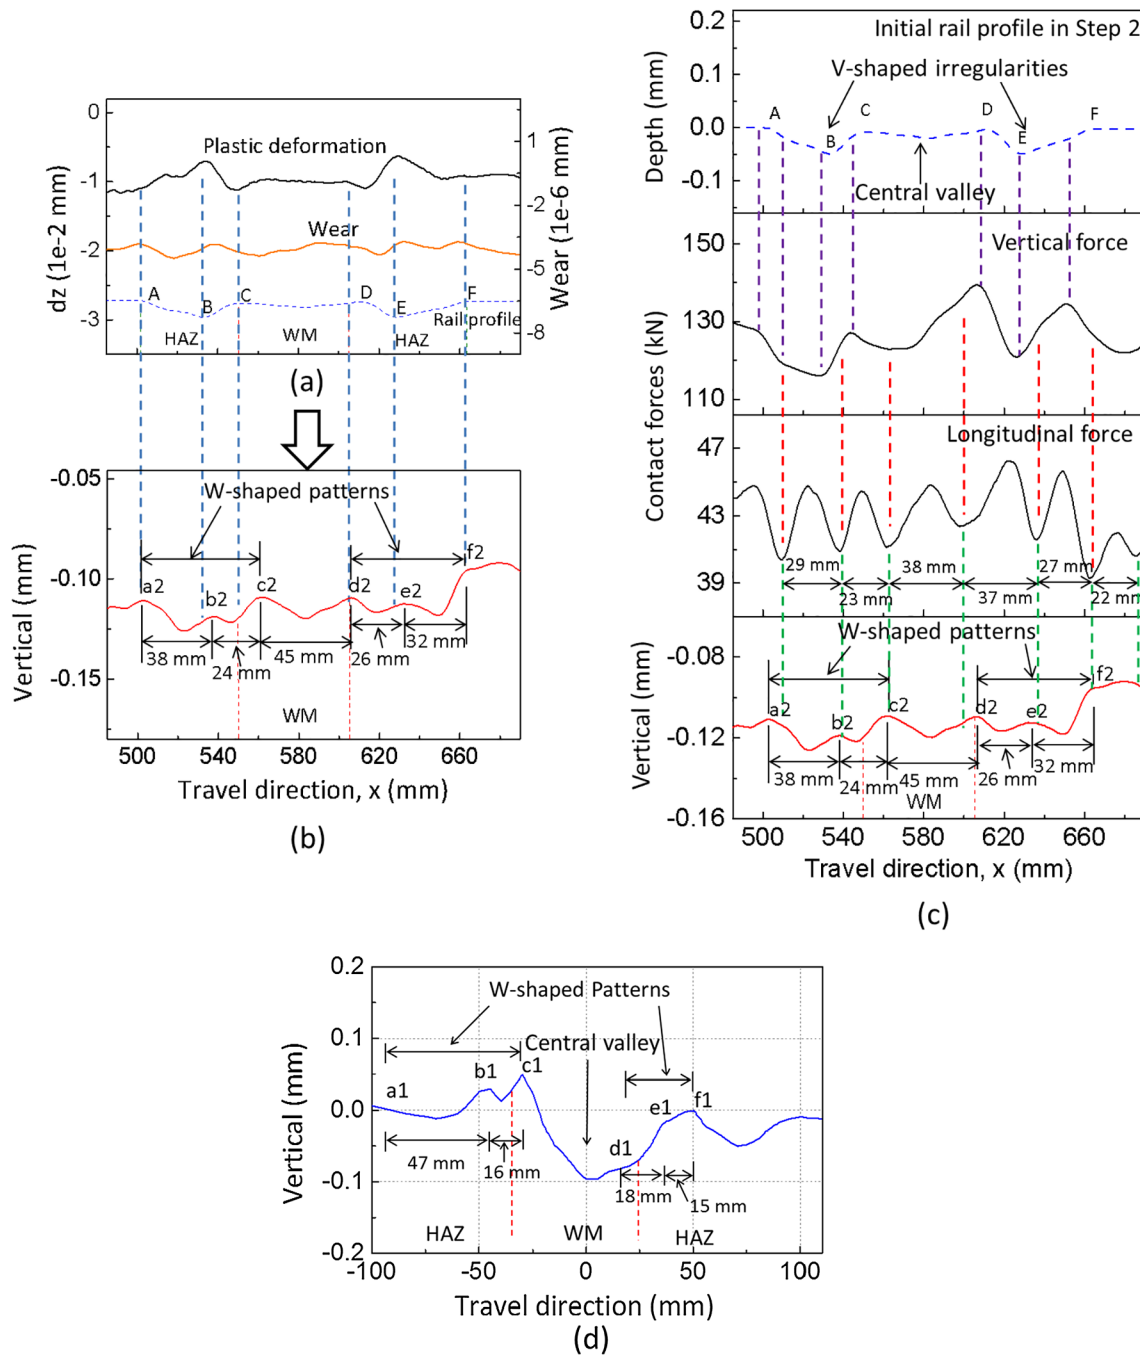 0
-1
-2
-3
dz (1e-2 mm)
Plastic deformation
Wear
A
B
C
D
E
F
Rail profile
HAZ
WM
HAZ
1
-2
-4
-5
-7
-8
Wear (1e-6 mm)
(a)
-0.05
-0.10
-0.15
Vertical (mm)
W-shaped patterns
a2
b2
c2
d2
e2
f2
38 mm
24 mm
45 mm
26 mm
32 mm
WM
500 540 580 620 660
Travel direction, x (mm)
(b)
Initial rail profile in Step 2
V-shaped irregularities
0.2
0.1
0.0
-0.1
Depth (mm)
A
B
C
D
E
F
Central valley
Vertical force
150
130
110
Contact forces (kN)
Longitudinal force
47
43
39
29 mm
23 mm
38 mm
37 mm
27 mm
22 mm
W-shaped patterns
-0.08
-0.12
-0.16
Vertical (mm)
a2
b2
c2
d2
e2
f2
38 mm
24 mm
45 mm
26 mm
32 mm
WM
500 540 580 620 660
Travel direction, x (mm)
(c)
0.2
0.1
0.0
-0.1
-0.2
Vertical (mm)
W-shaped Patterns
Central valley
a1
b1
c1
d1
e1
f1
47 mm
16 mm
18 mm
15 mm
HAZ
WM
HAZ
-100 -50 0 50 100
Travel direction (mm)
(d)